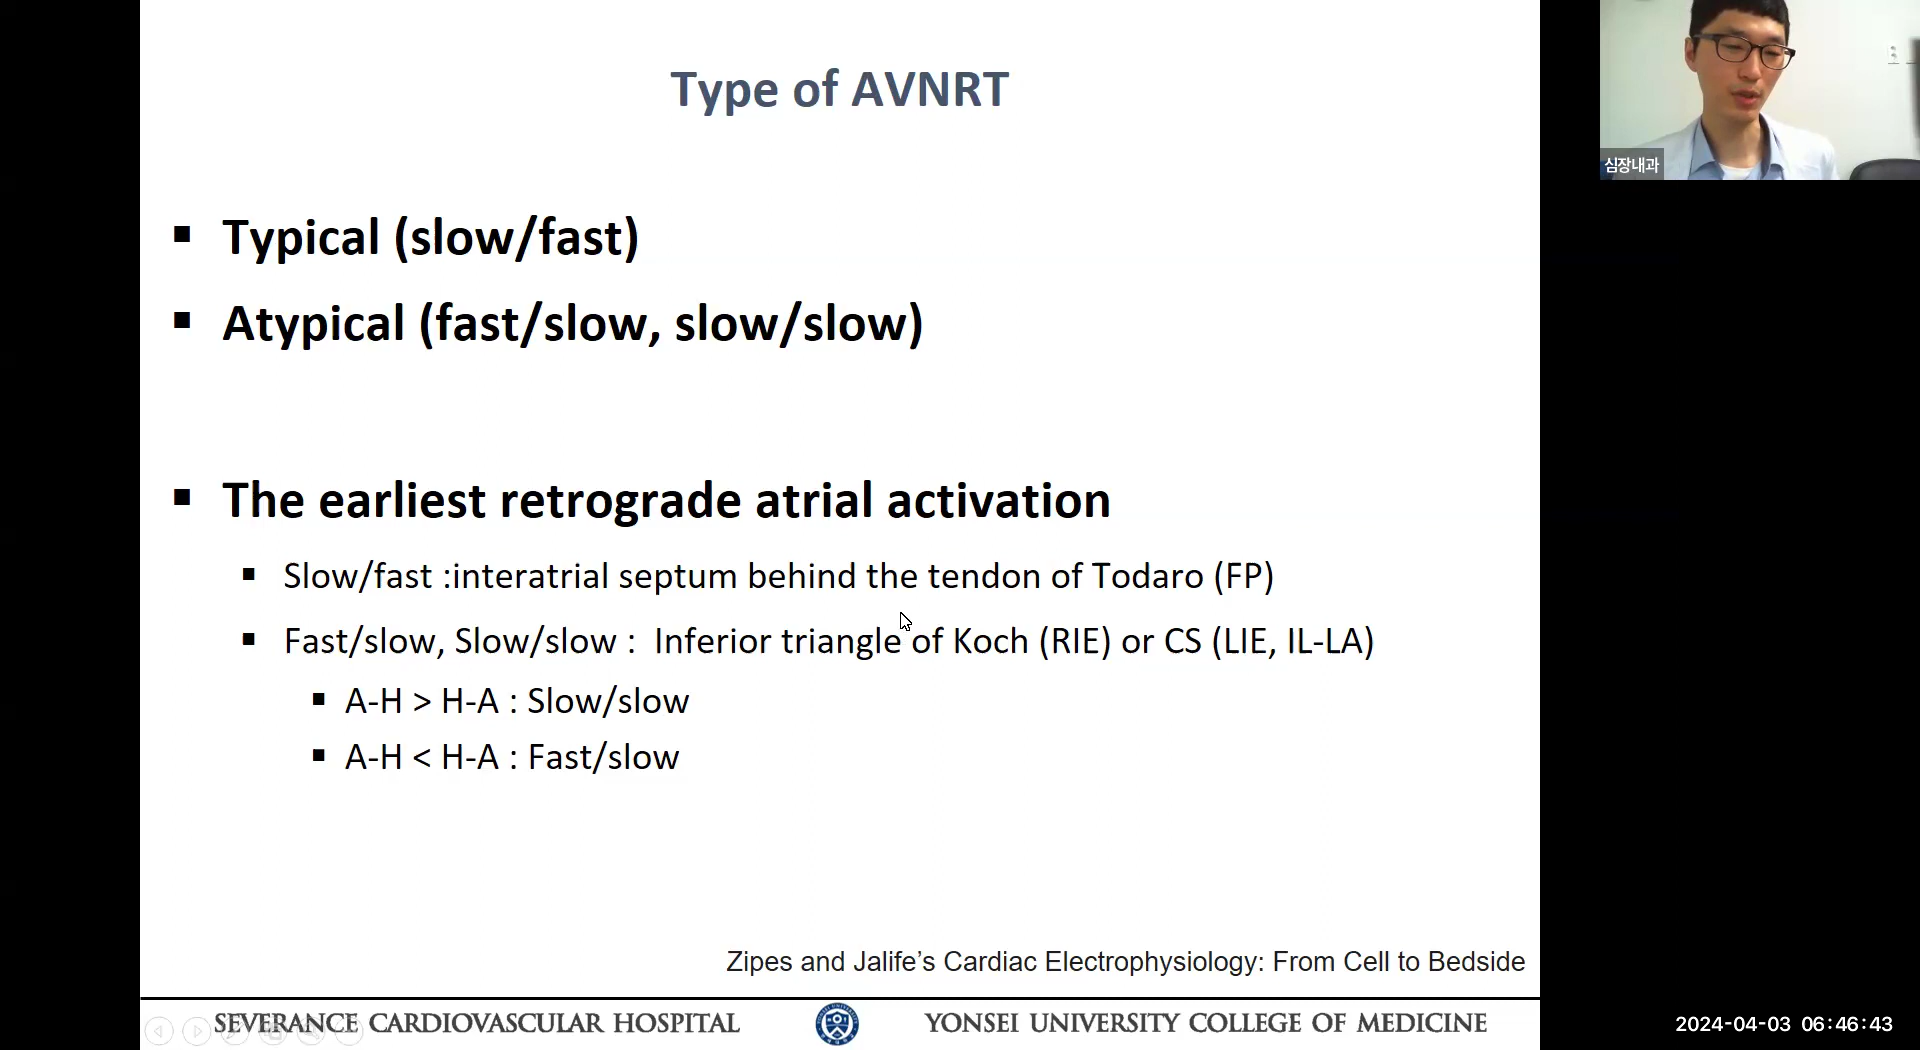 Type of AVNRT
심장내과
▪ Typical (slow/fast)
▪ Atypical (fast/slow, slow/slow)
▪ The earliest retrograde atrial activation
▪ Slow/fast :interatrial septum behind the tendon of Todaro (FP)
▪ Fast/slow, Slow/slow : Inferior triangle of Koch (RIE) or CS (LIE, IL-LA)
▪ A-H > H-A : Slow/slow
▪ A-H < H-A : Fast/slow
Zipes and Jalife’s Cardiac Electrophysiology: From Cell to Bedside
SEVERANCE CARDIOVASCULAR HOSPITAL
YONSEI UNIVERSITY COLLEGE OF MEDICINE
2024-04-03 06:46:43